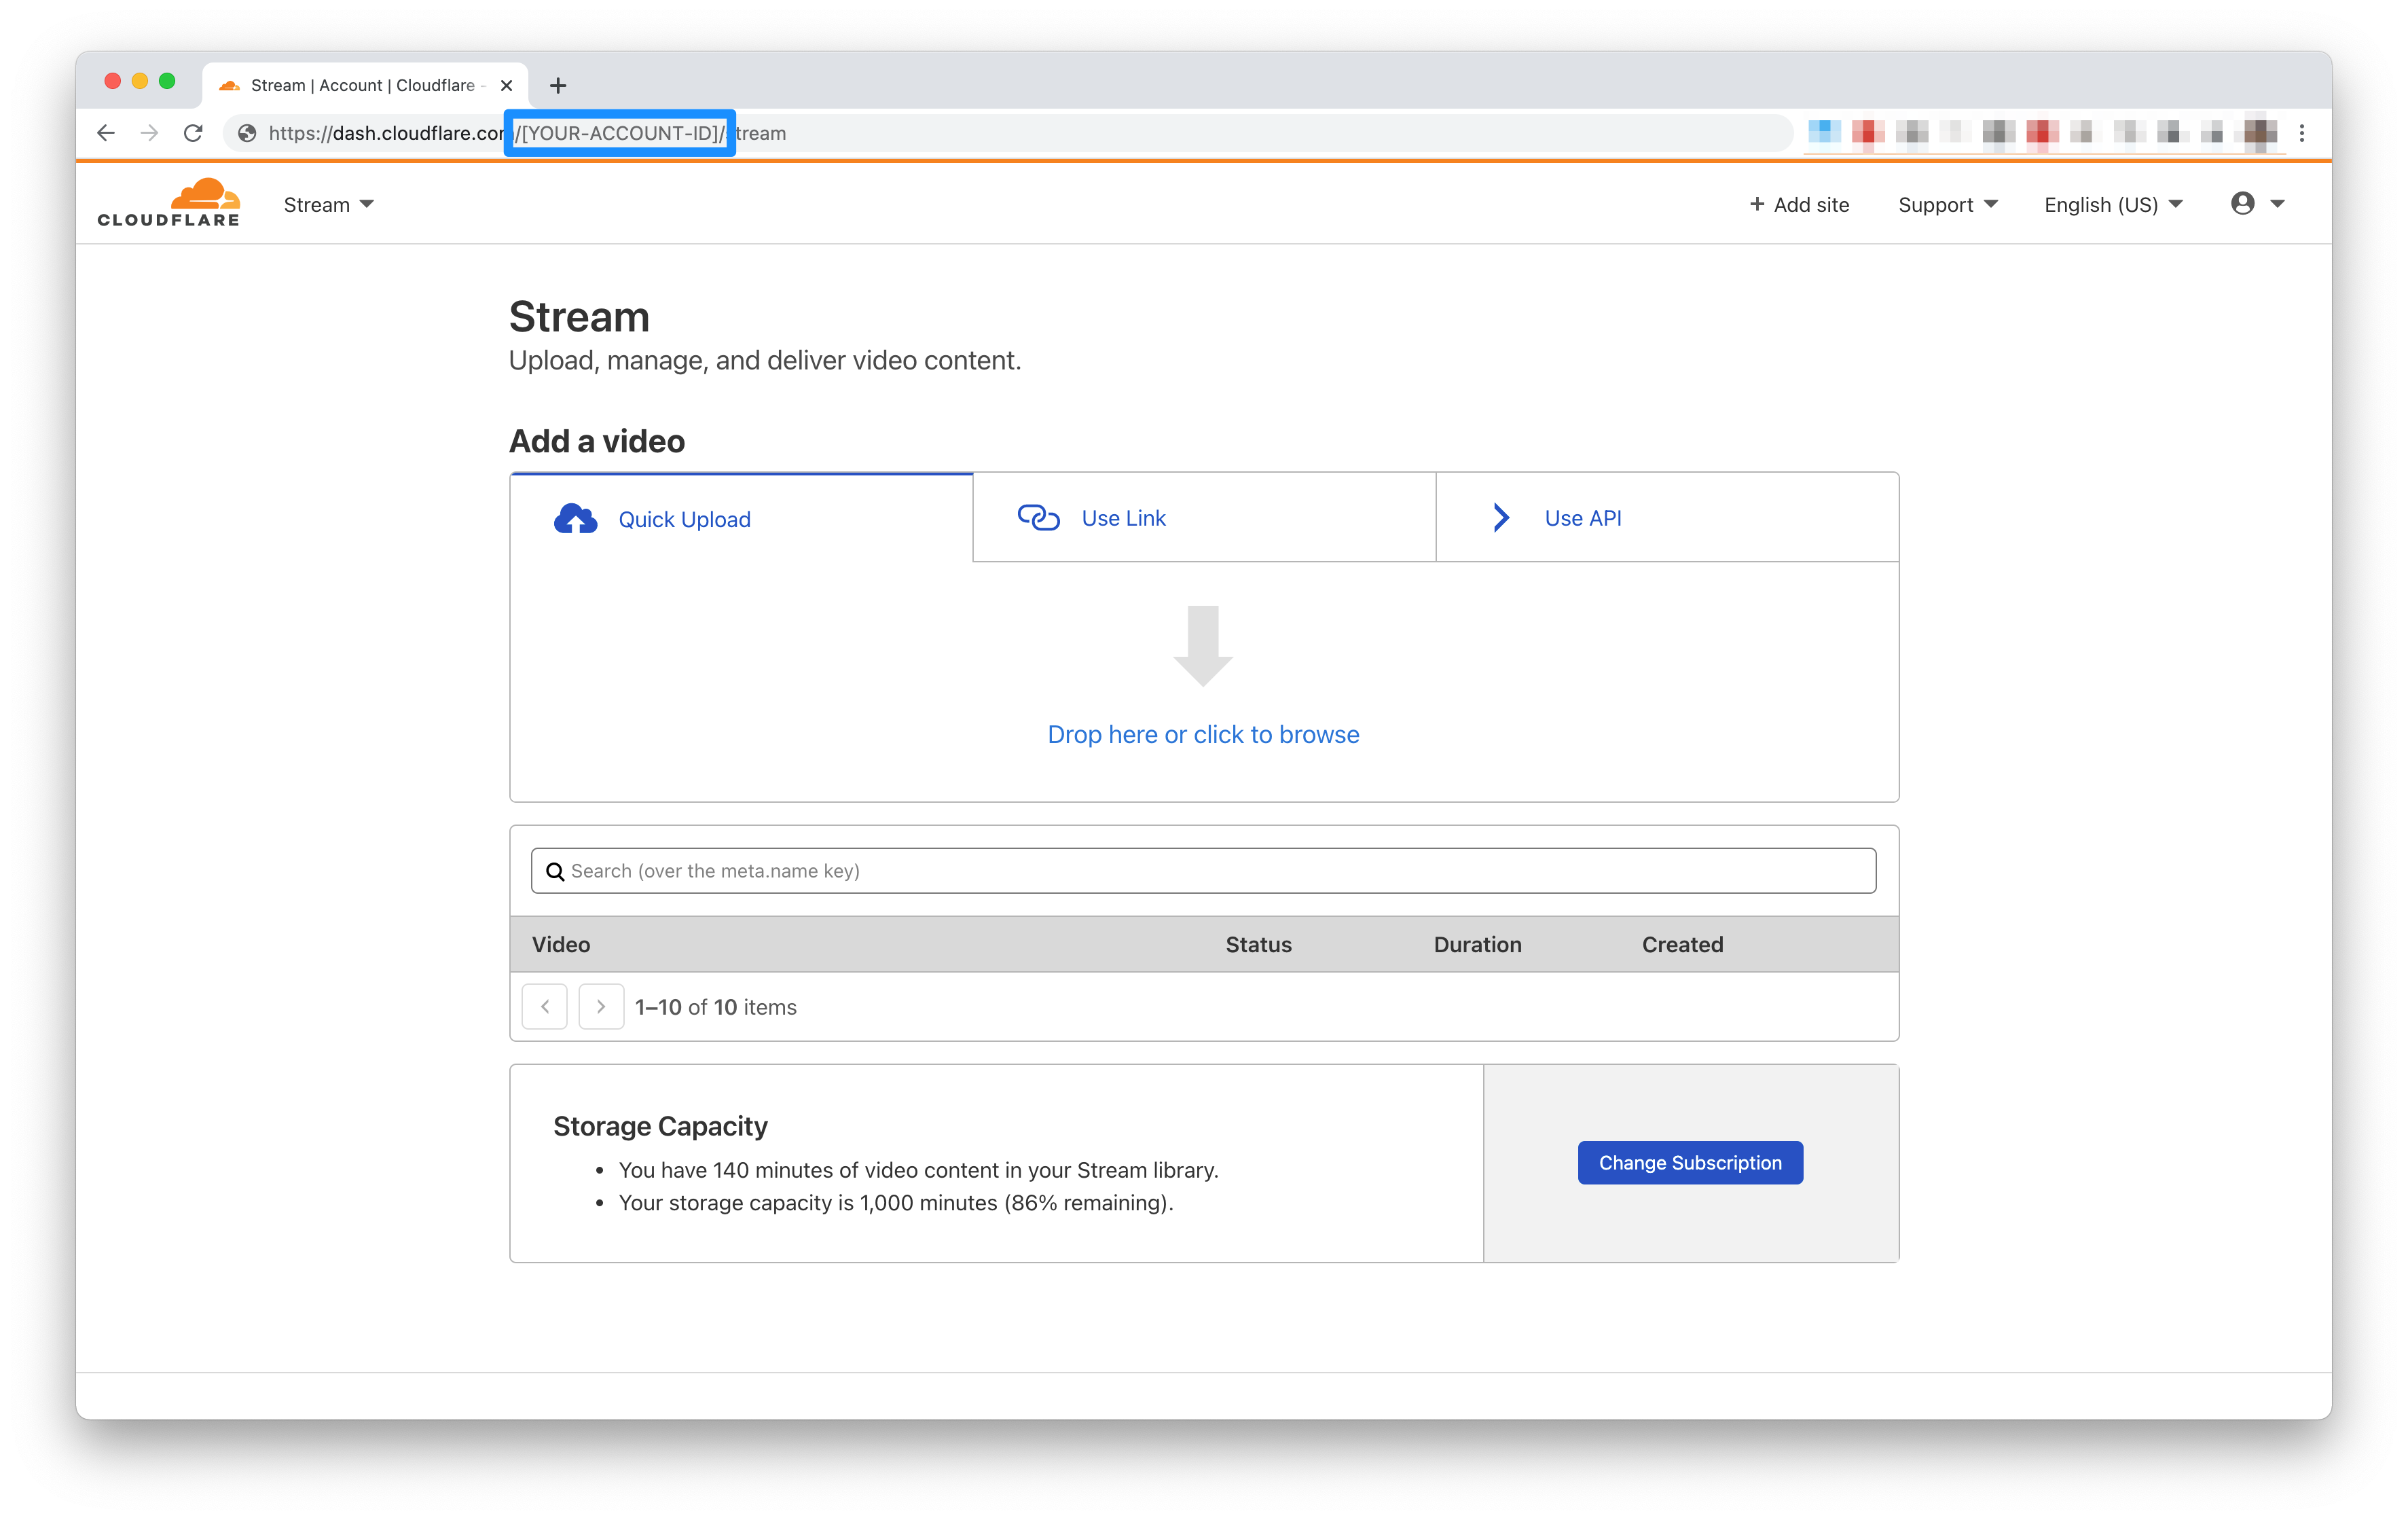 Stream | Account | Cloudflare -
https://dash.cloudflare.com/[YOUR-ACCOUNT-ID]/stream
CLOUDFLARE
Stream
+ Add site
Support
English (US)
Stream
Upload, manage, and deliver video content.
Add a video
Quick Upload
Use Link
Use API
Drop here or click to browse
Search (over the meta.name key)
Video Status Duration Created
1–10 of 10 items
Storage Capacity
• You have 140 minutes of video content in your Stream library.
• Your storage capacity is 1,000 minutes (86% remaining).
Change Subscription